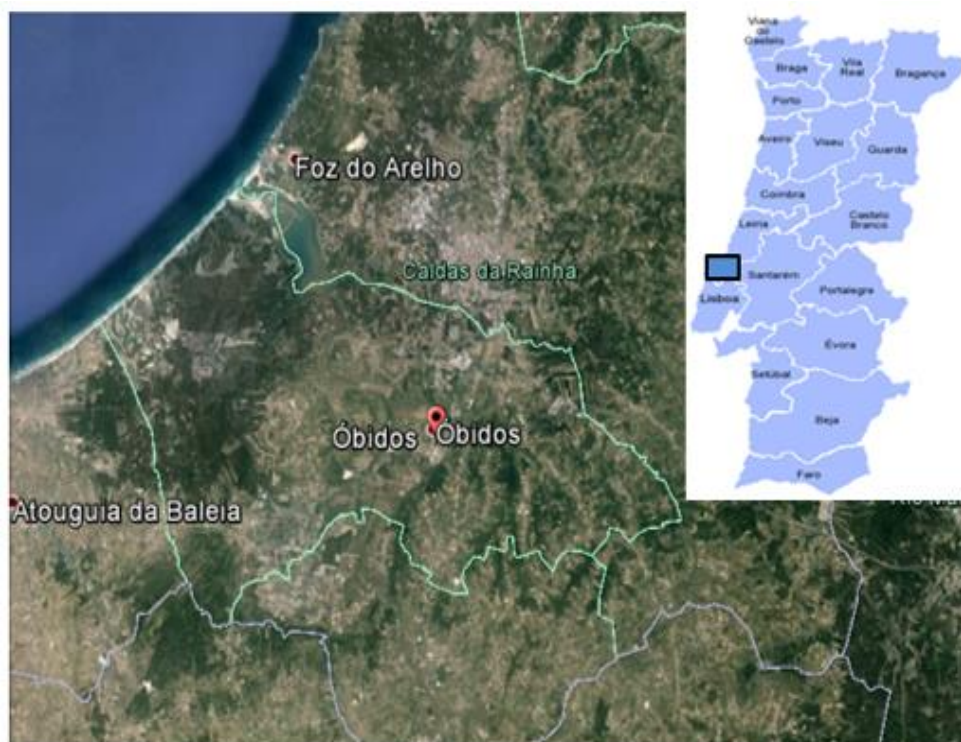 Foz do Arelho
Caldas da Rainha
Óbidos
Óbidos
Atouguia da Baleia
Viana do
Castelo
Braga
Vila
Real
Bragança
Porto
Aveiro
Viseu
Guarda
Coimbra
Castelo
Branco
Leiria
Santarém
Lisboa
Portalegre
Évora
Setúbal
Beja
Faro